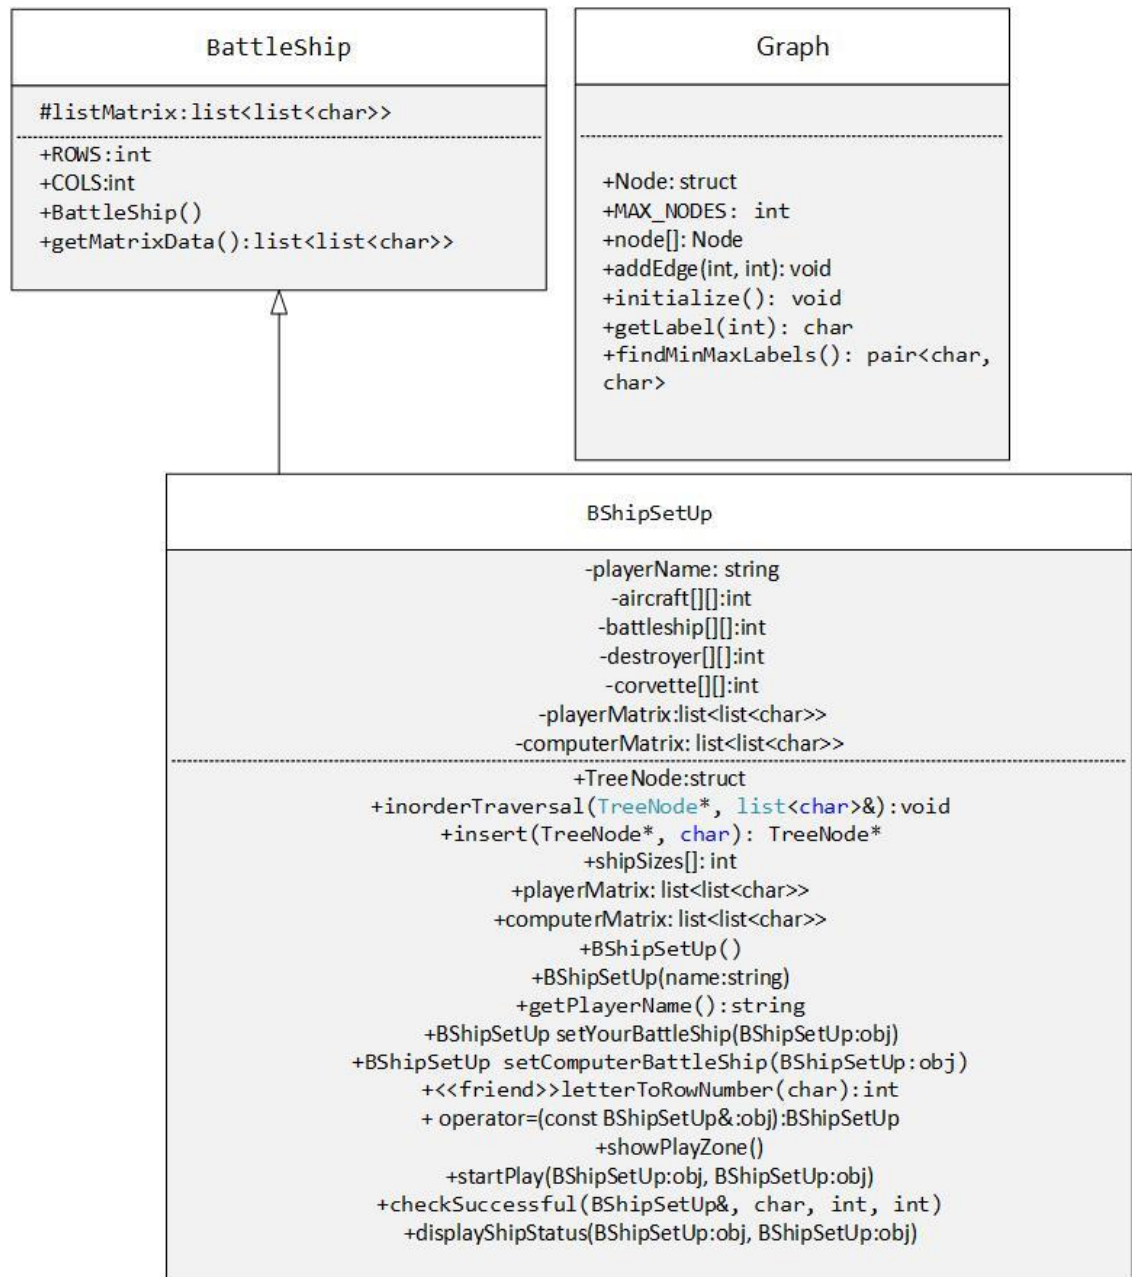 BattleShip
#listMatrix:list<list<char>>
+ROWS:int
+COLS:int
+BattleShip()
+getMatrixData():list<list<char>>
Graph
+Node: struct
+MAX_NODES: int
+node[]: Node
+addEdge(int, int): void
+initialize(): void
+getLabel(int): char
+findMinMaxLabels(): pair<char,
char>
BShipSetUp
-playerName: string
-aircraft[][]:int
-battleship[][]:int
-destroyer[][]:int
-corvette[][]:int
-playerMatrix:list<list<char>>
-computerMatrix: list<list<char>>
+TreeNode:struct
+inorderTraversal(TreeNode*, list<char>&):void
+insert(TreeNode*, char): TreeNode*
+shipSizes[]: int
+playerMatrix: list<list<char>>
+computerMatrix: list<list<char>>
+BShipSetUp()
+BShipSetUp(name:string)
+getPlayerName():string
+BShipSetUp setYourBattleShip(BShipSetUp:obj)
+BShipSetUp setComputerBattleShip(BShipSetUp:obj)
+<<friend>>letterToRowNumber(char):int
+ operator=(const BShipSetUp&:obj):BShipSetUp
+showPlayZone()
+startPlay(BShipSetUp:obj, BShipSetUp:obj)
+checkSuccessful(BShipSetUp&, char, int, int)
+displayShipStatus(BShipSetUp:obj, BShipSetUp:obj)